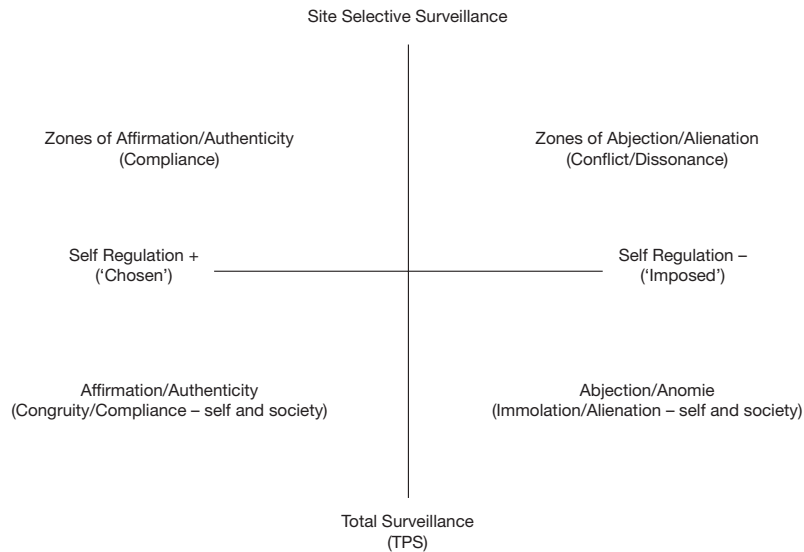 Site Selective Surveillance
Zones of Affirmation/Authenticity
(Compliance)
Zones of Abjection/Alienation
(Conflict/Dissonance)
Self Regulation +
(‘Chosen’)
Self Regulation –
(‘Imposed’)
Affirmation/Authenticity
(Congruity/Compliance – self and society)
Abjection/Anomie
(Immolation/Alienation – self and society)
Total Surveillance
(TPS)